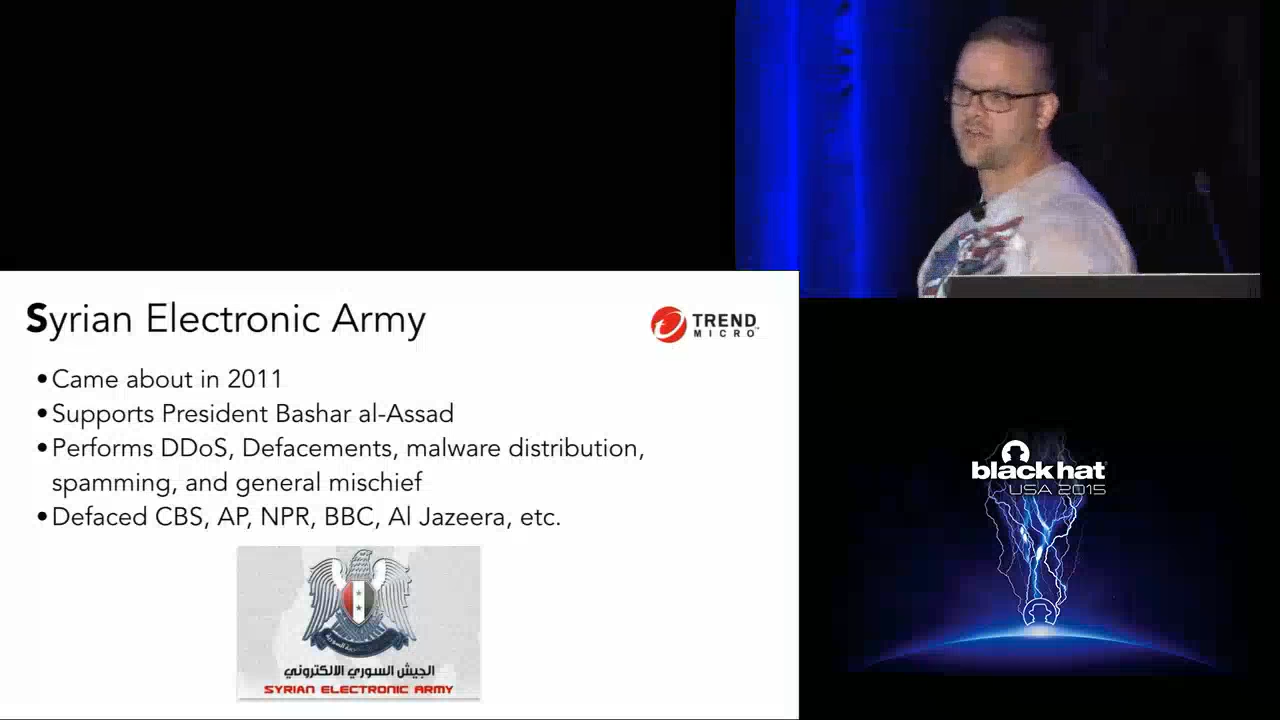 Syrian Electronic Army
TREND
MICRO
•Came about in 2011
•Supports President Bashar al-Assad
•Performs DDoS, Defacements, malware distribution,
spamming, and general mischief
•Defaced CBS, AP, NPR, BBC, Al Jazeera, etc.
الجيش السوري الالكتروني
SYRIAN ELECTRONIC ARMY
black hat
USA 2015